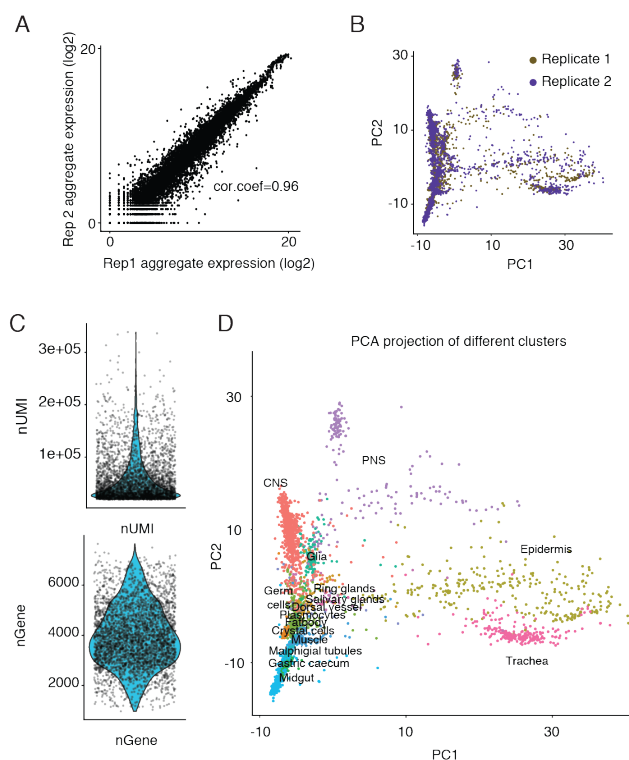 A
20
10
0
Rep 2 aggregate expression (log2)
cor.coef=0.96
0
20
Rep1 aggregate expression (log2)
B
30
10
-10
PC2
Replicate 1
Replicate 2
-10
10
30
PC1
C
3e+05
2e+05
1e+05
nUMI
nUMI
6000
4000
2000
nGene
nGene
D
PCA projection of different clusters
30
10
-10
PC2
PNS
CNS
Glia
Epidermis
Germ
cells
Ring glands
Salivary glands
Dorsal vessel
Plasmocytes
Fatbody
Crystal cells
Muscle
Malphigial tubules
Gastric caecum
Midgut
Trachea
-10
10
30
PC1